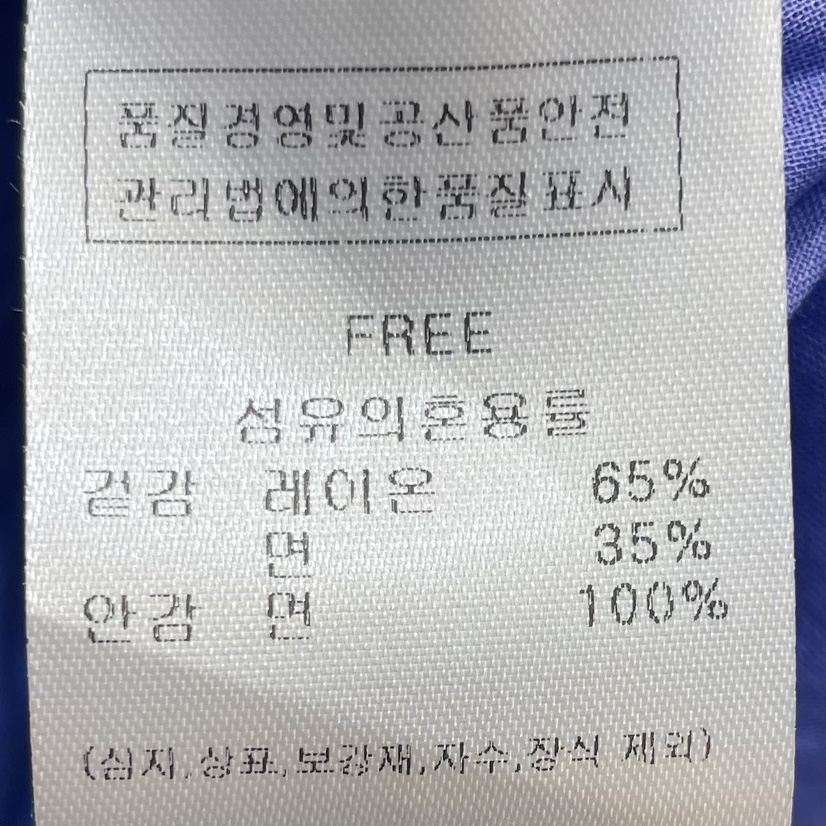 품질경영및공산품안전
관리법에의한품질표시
FREE
섬유의혼용률
겉감 레이온 65%
면 35%
안감 면 100%
(심지,상표,보강재,자수,장식 제외)